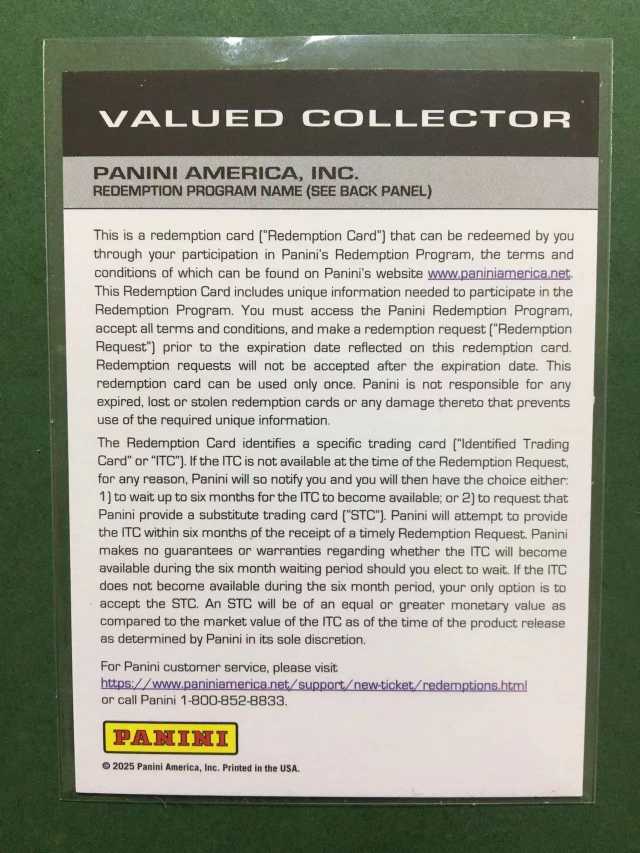 VALUED COLLECTOR
PANINI AMERICA, INC.
REDEMPTION PROGRAM NAME (SEE BACK PANEL)
This is a redemption card ("Redemption Card") that can be redeemed by you
through your participation in Panini's Redemption Program, the terms and
conditions of which can be found on Panini's website www.paniniamerica.net.
This Redemption Card includes unique information needed to participate in the
Redemption Program. You must access the Panini Redemption Program,
accept all terms and conditions, and make a redemption request ("Redemption
Request") prior to the expiration date reflected on this redemption card.
Redemption requests will not be accepted after the expiration date. This
redemption card can be used only once. Panini is not responsible for any
expired, lost or stolen redemption cards or any damage thereto that prevents
use of the required unique information.
The Redemption Card identifies a specific trading card ("Identified Trading
Card" or "ITC"). If the ITC is not available at the time of the Redemption Request,
for any reason, Panini will so notify you and you will then have the choice either:
1) to wait up to six months for the ITC to become available; or 2) to request that
Panini provide a substitute trading card ("STC"). Panini will attempt to provide
the ITC within six months of the receipt of a timely Redemption Request. Panini
makes no guarantees or warranties regarding whether the ITC will become
available during the six month waiting period should you elect to wait. If the ITC
does not become available during the six month period, your only option is to
accept the STC. An STC will be of an equal or greater monetary value as
compared to the market value of the ITC as of the time of the product release
as determined by Panini in its sole discretion.
For Panini customer service, please visit
https://www.paniniamerica.net/support/new-ticket/redemptions.html
or call Panini 1-800-852-8833.
PANINI
© 2025 Panini America, Inc. Printed in the USA.